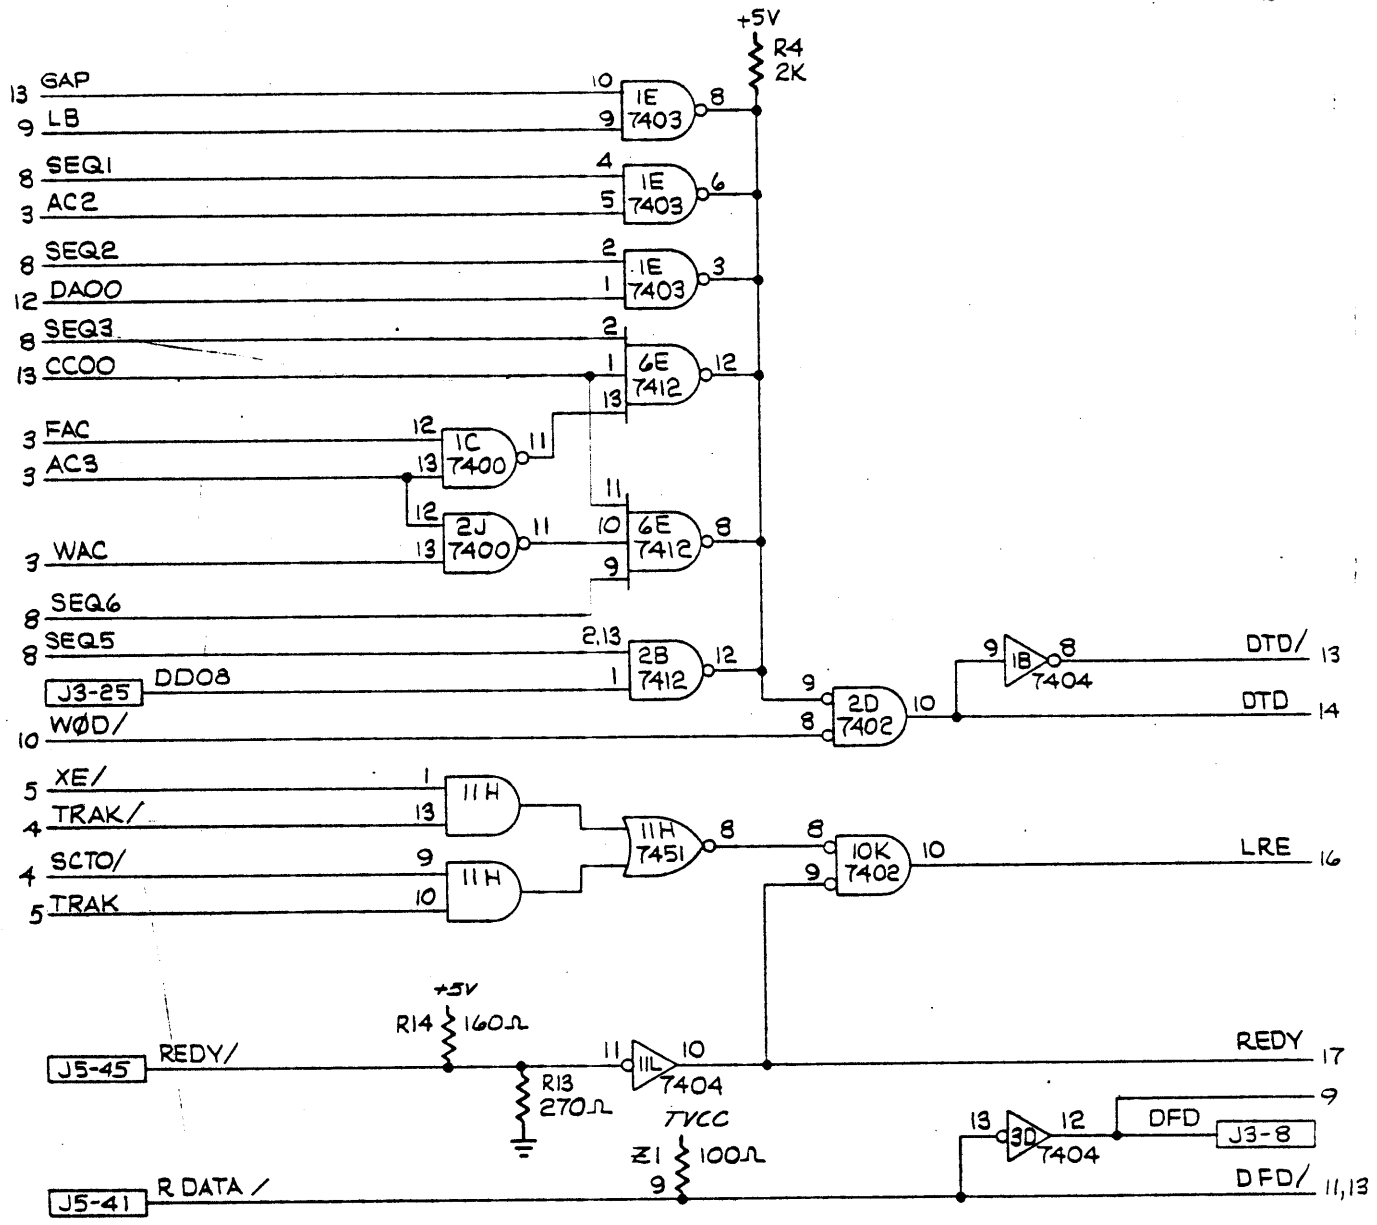 +5V
R4
2K
13 GAP 10 1E 7403 8
9 LB 9
8 SEQ1 4 1E 7403 6
3 AC2 5
8 SEQ2 2 1E 7403 3
12 DA00 1
8 SEQ3 2
13 CC00 1 6E 7412 12
13
3 FAC 12 1C 7400 11
3 AC3 13
12 2J 7400 11
3 WAC 13
11
10 6E 7412 8
9
8 SEQ6
8 SEQ5 2,13 2B 7412 12
J3-25 DD08 1
9 1B 8 7404 DTD/ 13
9 2D 7402 10 DTD 14
10 WØD/ 8
5 XE/ 1 11H
4 TRAK/ 13
11H 7451 8
4 SCTO/ 9 11H
5 TRAK 10
8 10K 7402 10 LRE 16
9
+5V
R14 160Ω
J5-45 REDY/ 11 11L 10 7404 REDY 17
R13
270Ω
TVCC
Z1 100Ω
9
13 3D 12 7404 DFD J3-8
9
J5-41 R DATA / DFD/ 11,13